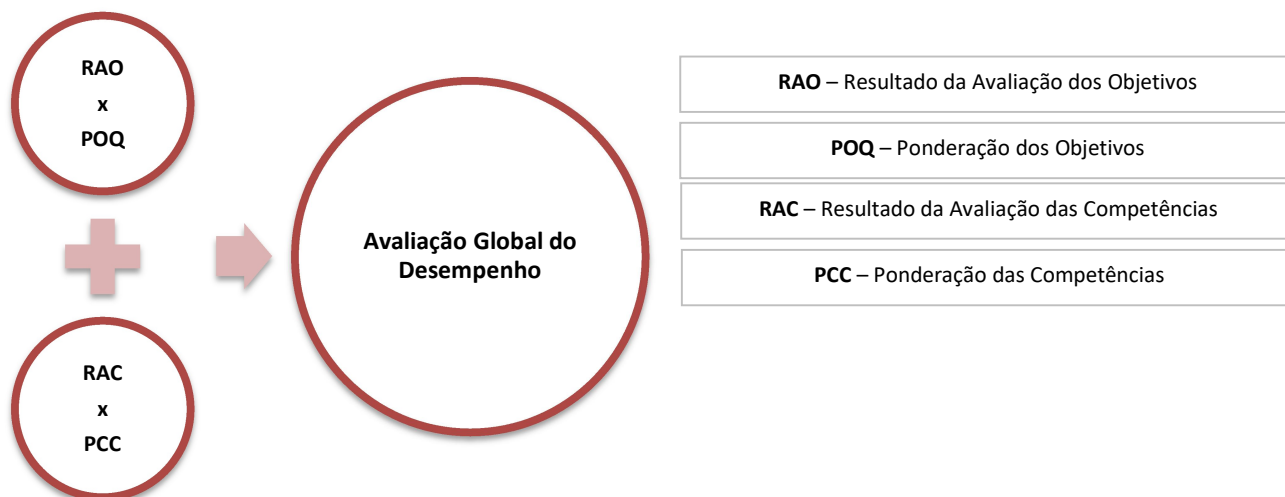 RAO
x
POQ
RAC
x
PCC
Avaliação Global do
Desempenho
RAO – Resultado da Avaliação dos Objetivos
POQ – Ponderação dos Objetivos
RAC – Resultado da Avaliação das Competências
PCC – Ponderação das Competências